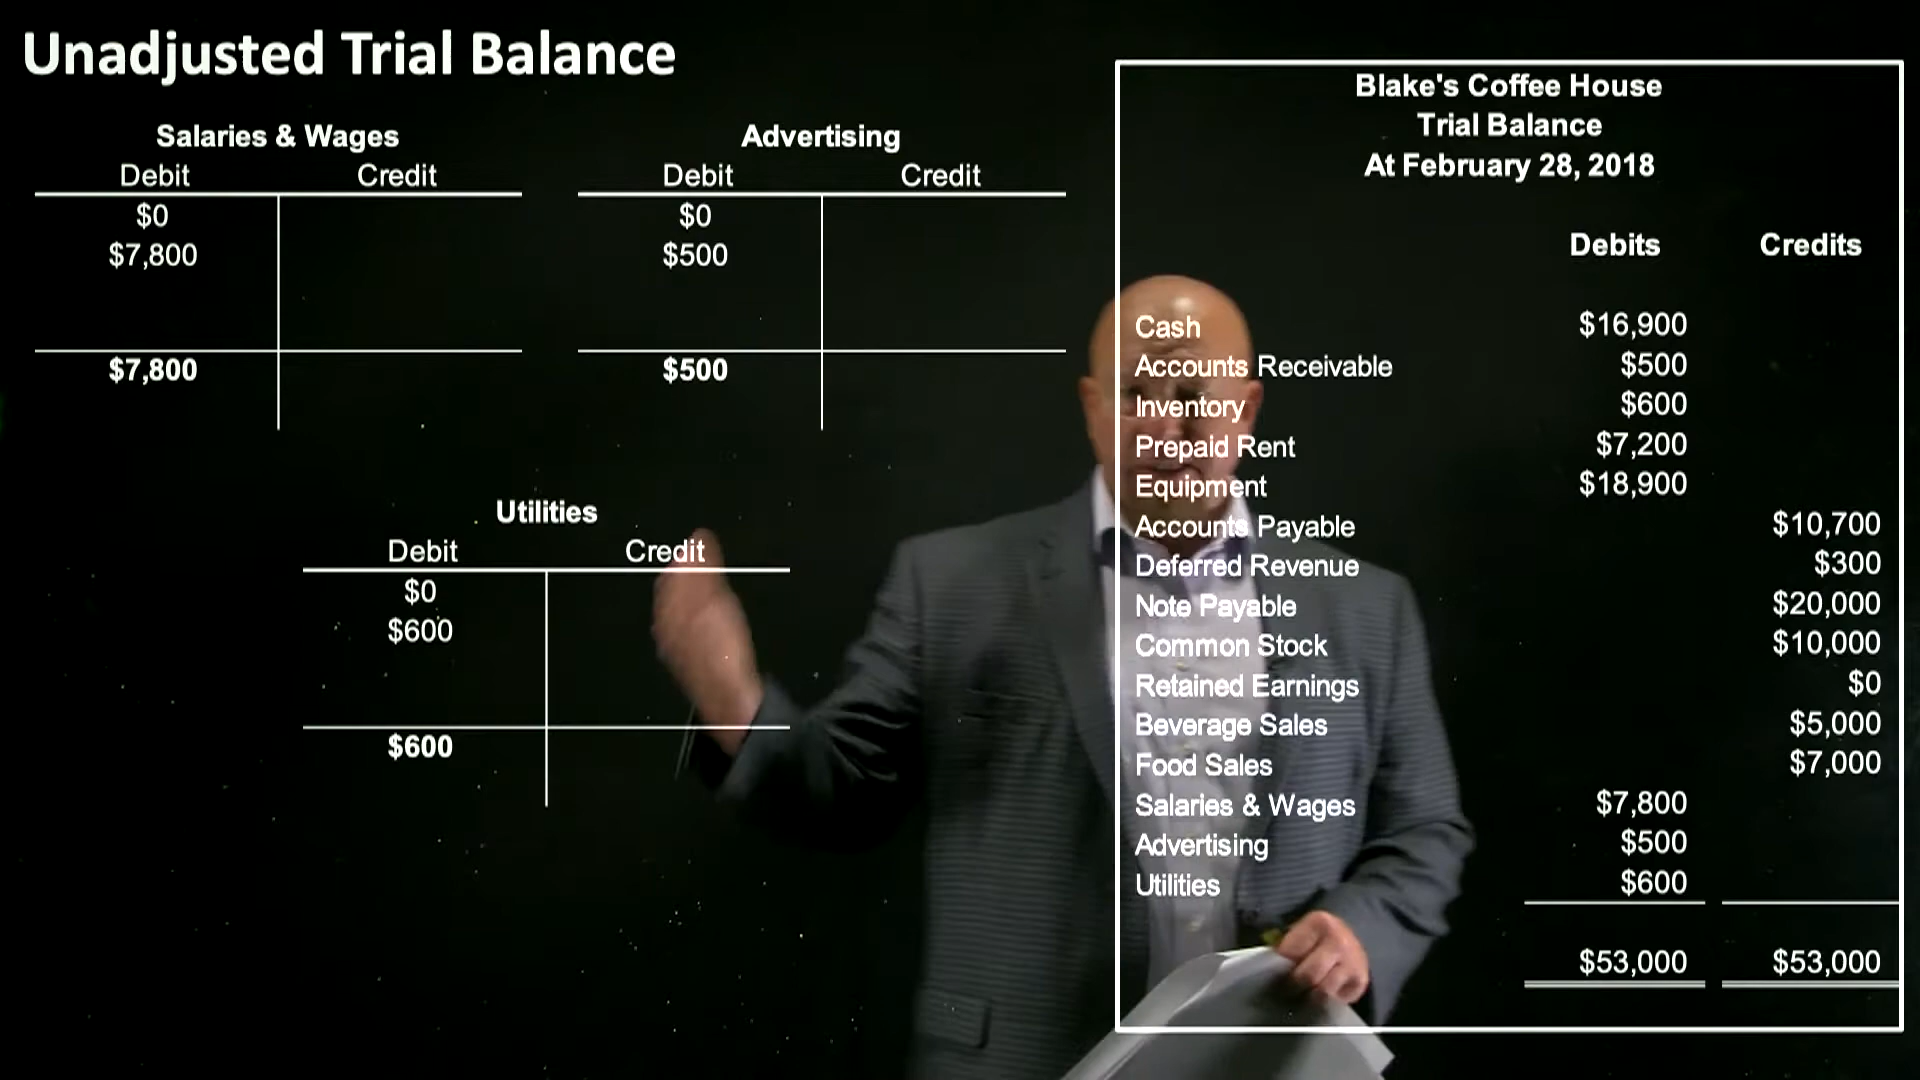 Unadjusted Trial Balance
Salaries & Wages
Debit Credit
$0
$7,800
$7,800
Advertising
Debit Credit
$0
$500
$500
Utilities
Debit Credit
$0
$600
$600
Blake's Coffee House
Trial Balance
At February 28, 2018
Debits Credits
Cash $16,900
Accounts Receivable $500
Inventory $600
Prepaid Rent $7,200
Equipment $18,900
Accounts Payable $10,700
Deferred Revenue $300
Note Payable $20,000
Common Stock $10,000
Retained Earnings $0
Beverage Sales $5,000
Food Sales $7,000
Salaries & Wages $7,800
Advertising $500
Utilities $600
$53,000 $53,000